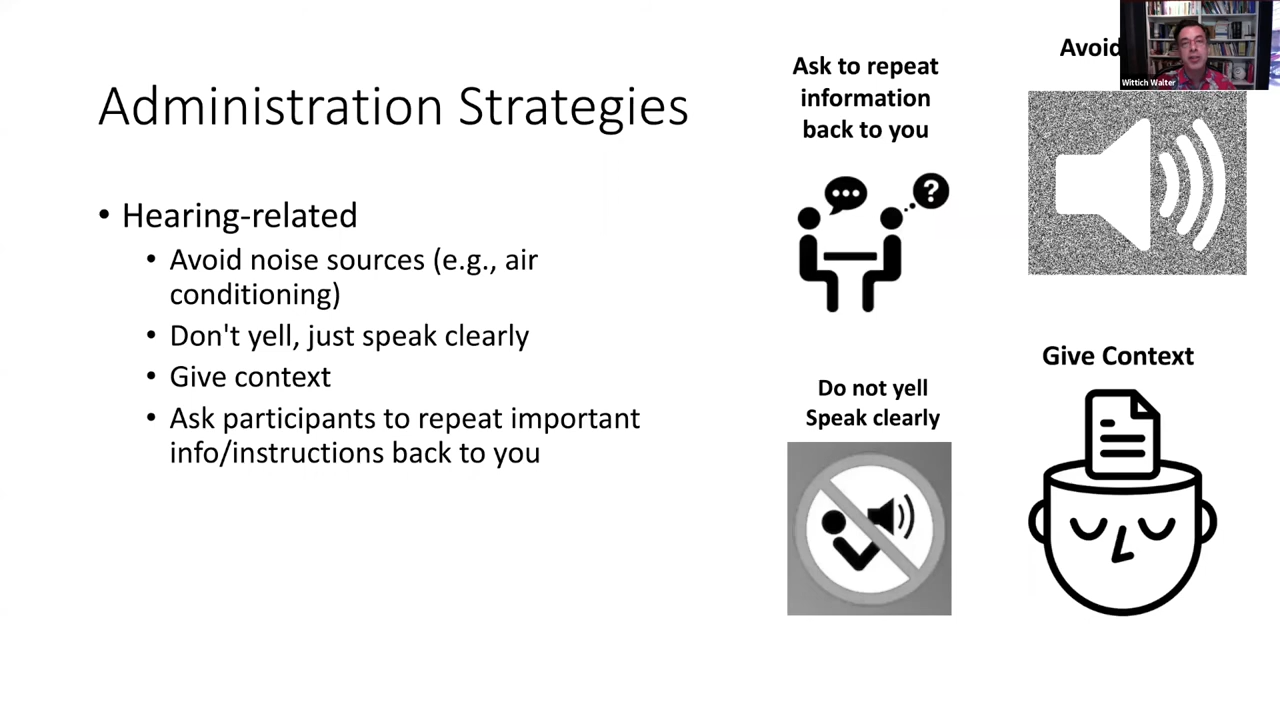 Administration Strategies
• Hearing-related
• Avoid noise sources (e.g., air
conditioning)
• Don't yell, just speak clearly
• Give context
• Ask participants to repeat important
info/instructions back to you
Ask to repeat
information
back to you
Avoid
Wittich Walter
Do not yell
Speak clearly
Give Context
?